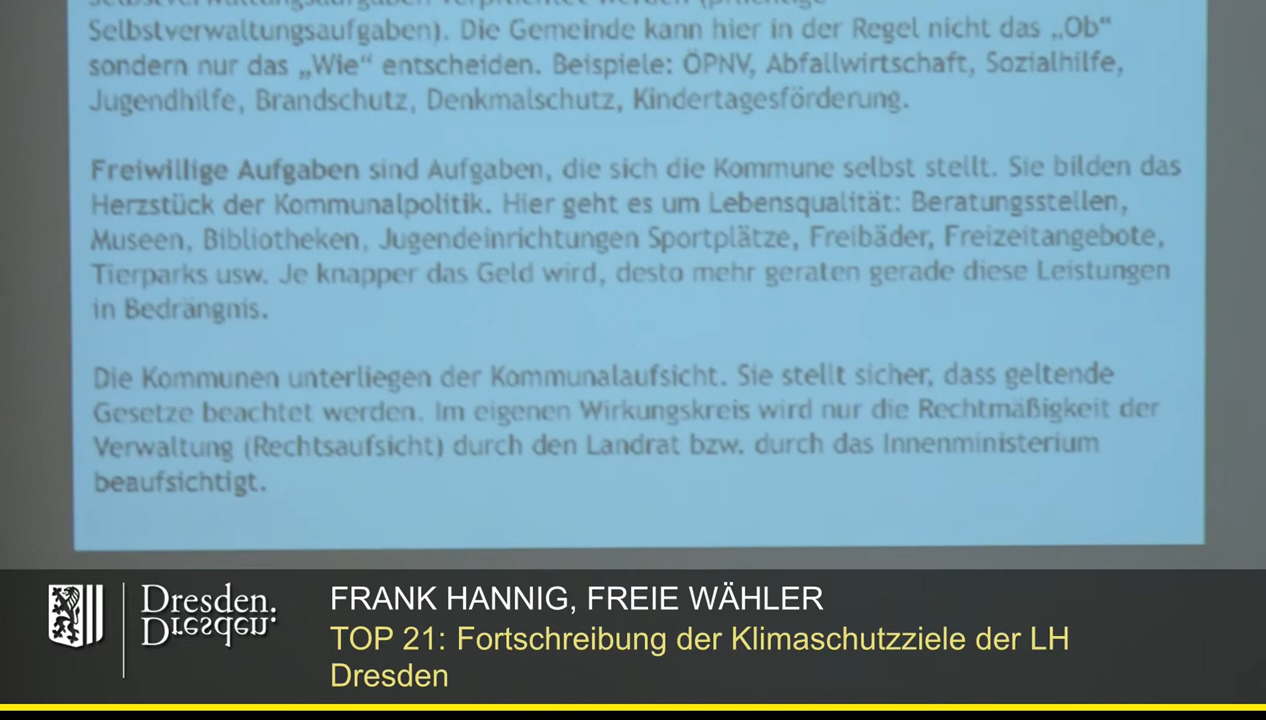 Selbstverwaltungsaufgaben verpflichtet werden (pflichtige
Selbstverwaltungsaufgaben). Die Gemeinde kann hier in der Regel nicht das „Ob“
sondern nur das „Wie“ entscheiden. Beispiele: ÖPNV, Abfallwirtschaft, Sozialhilfe,
Jugendhilfe, Brandschutz, Denkmalschutz, Kindertagesförderung.
Freiwillige Aufgaben sind Aufgaben, die sich die Kommune selbst stellt. Sie bilden das
Herzstück der Kommunalpolitik. Hier geht es um Lebensqualität: Beratungsstellen,
Museen, Bibliotheken, Jugendeinrichtungen Sportplätze, Freibäder, Freizeitangebote,
Tierparks usw. Je knapper das Geld wird, desto mehr geraten gerade diese Leistungen
in Bedrängnis.
Die Kommunen unterliegen der Kommunalaufsicht. Sie stellt sicher, dass geltende
Gesetze beachtet werden. Im eigenen Wirkungskreis wird nur die Rechtmäßigkeit der
Verwaltung (Rechtsaufsicht) durch den Landrat bzw. durch das Innenministerium
beaufsichtigt.
Dresden.
Dresden.
FRANK HANNIG, FREIE WÄHLER
TOP 21: Fortschreibung der Klimaschutzziele der LH
Dresden